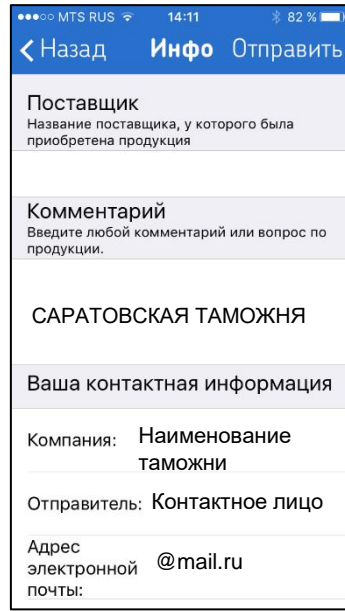 MTS RUS 14:11 82 %
Назад Инфо Отправить
Поставщик
Название поставщика, у которого была
приобретена продукция
Комментарий
Введите любой комментарий или вопрос по
продукции.
САРАТОВСКАЯ ТАМОЖНЯ
Ваша контактная информация
Компания: Наименование
таможни
Отправитель: Контактное лицо
Адрес
электронной @mail.ru
почты: